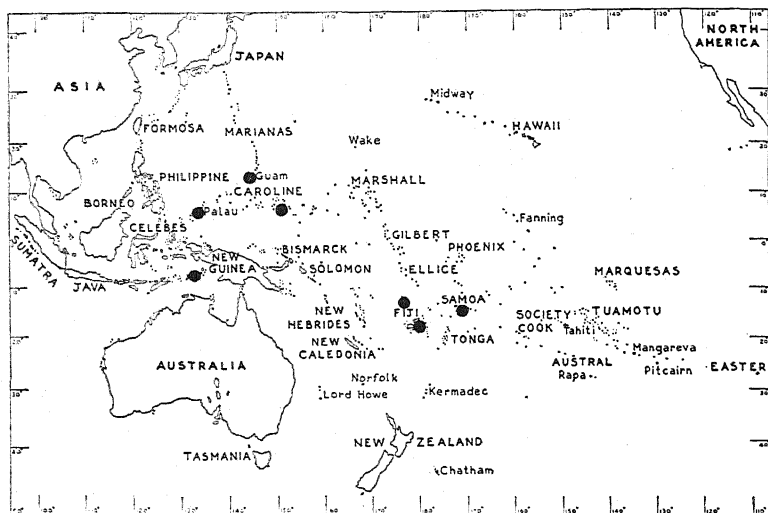 NORTH
AMERICA
JAPAN
ASIA
Midway
HAWAII
FORMOSA
MARIANAS
Wake
PHILIPPINE
Guam
MARSHALL
CAROLINE
BORNEO
Palau
Fanning
CELEBES
GILBERT
SUMATRA
BISMARCK
PHOENIX
NEW
GUINEA
SOLOMON
ELLICE
MARQUESAS
JAVA
SAMOA
NEW
HEBRIDES
FIJI
SOCIETY
TUAMOTU
COOK
Tahiti
NEW
CALEDONIA
TONGA
Mangareva
AUSTRALIA
AUSTRAL
Pitcairn
EASTER
Rapa
Norfolk
Lord Howe
Kermadec
TASMANIA
NEW ZEALAND
Chatham